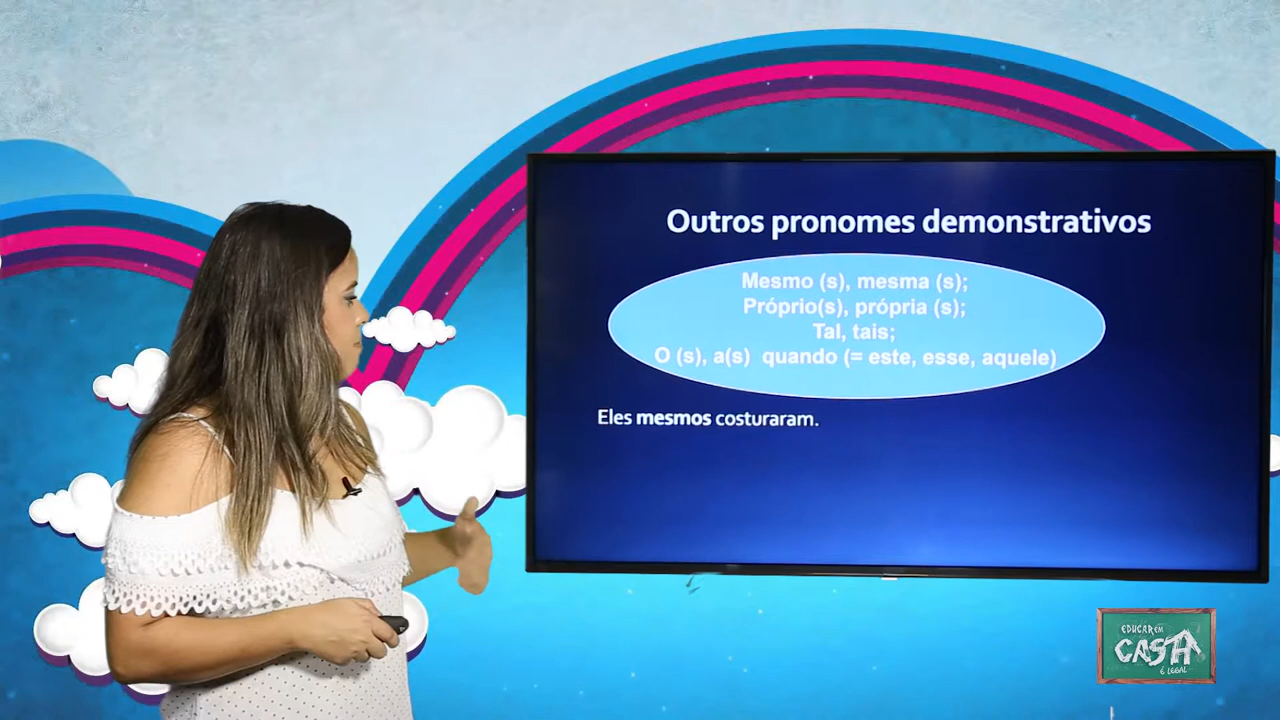 Outros pronomes demonstrativos
Mesmo (s), mesma (s);
Próprio(s), própria (s);
Tal, tais;
O (s), a(s) quando (= este, esse, aquele)
Eles mesmos costuraram.
EDUCAR EM
CASA
É LEGAL